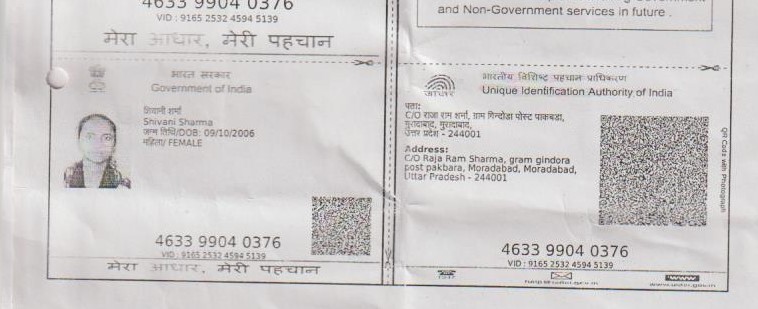 4633 9904 0376
VID : 9165 2532 4594 5139
मेरा आधार, मेरी पहचान
and Non-Government services in future .
भारत सरकार
Government of India
शिवानी शर्मा
Shivani Sharma
जन्म तिथि/DOB: 09/10/2006
महिला/ FEMALE
4633 9904 0376
VID : 9165 2532 4594 5139
मेरा आधार, मेरी पहचान
भारतीय विशिष्ट पहचान प्राधिकरण
Unique Identification Authority of India
आधार
पता:
C/O राजा राम शर्मा, ग्राम गिन्दोडा पोस्ट पाकबडा,
मुरादाबाद, मुरादाबाद,
उत्तर प्रदेश - 244001
Address:
C/O Raja Ram Sharma, gram gindora
post pakbara, Moradabad, Moradabad,
Uttar Pradesh - 244001
QR Code with Photograph
4633 9904 0376
VID : 9165 2532 4594 5139
www